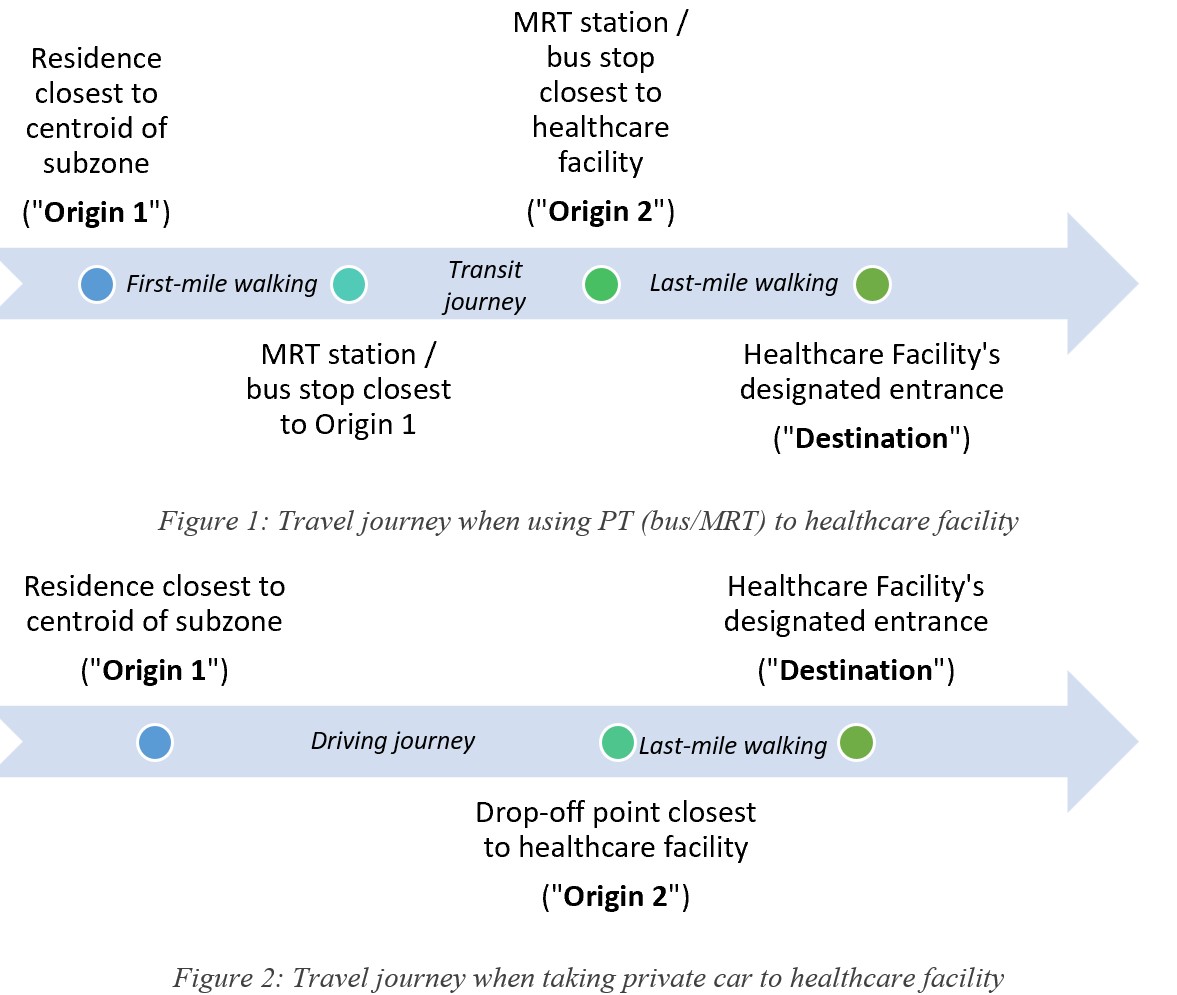 Residence
closest to
centroid of
subzone
("Origin 1")
MRT station /
bus stop
closest to
healthcare
facility
("Origin 2")
First-mile walking
Transit
journey
Last-mile walking
MRT station /
bus stop closest
to Origin 1
Healthcare Facility's
designated entrance
("Destination")
Figure 1: Travel journey when using PT (bus/MRT) to healthcare facility
Residence closest to
centroid of subzone
("Origin 1")
Healthcare Facility's
designated entrance
("Destination")
Driving journey
Last-mile walking
Drop-off point closest
to healthcare facility
("Origin 2")
Figure 2: Travel journey when taking private car to healthcare facility